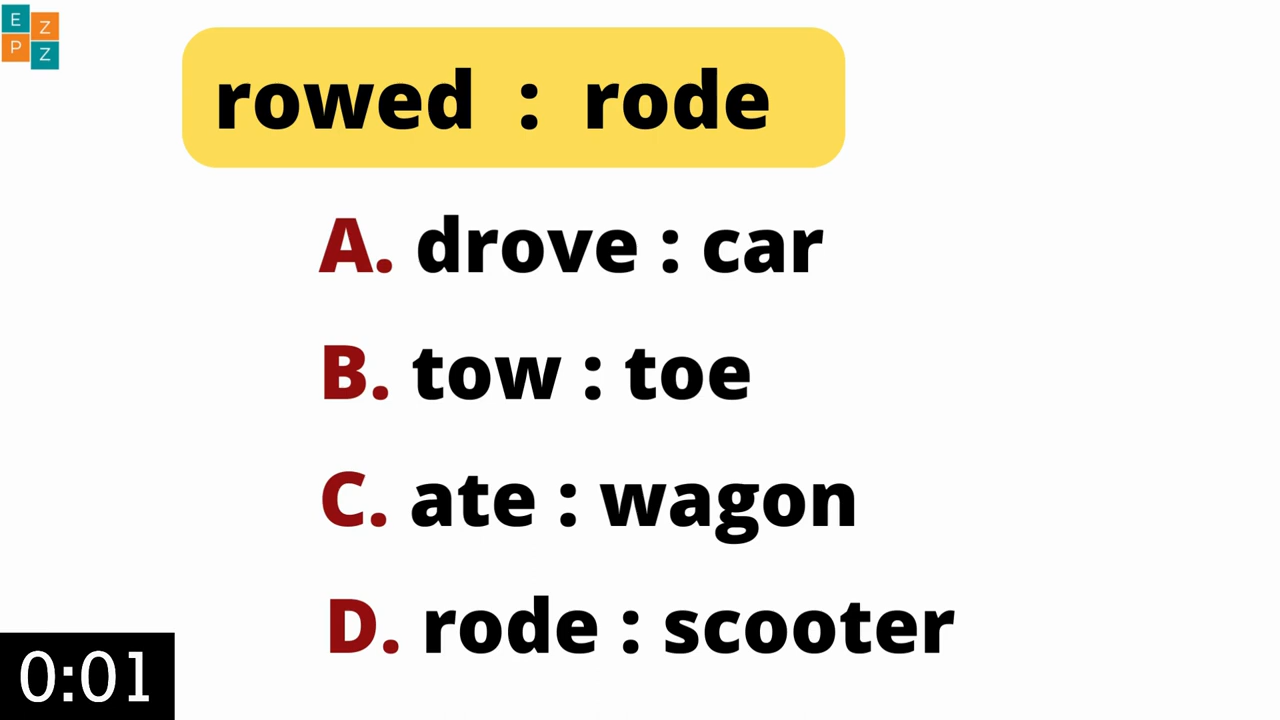 E Z
P Z
rowed : rode
A. drove : car
B. tow : toe
C. ate : wagon
D. rode : scooter
0:01